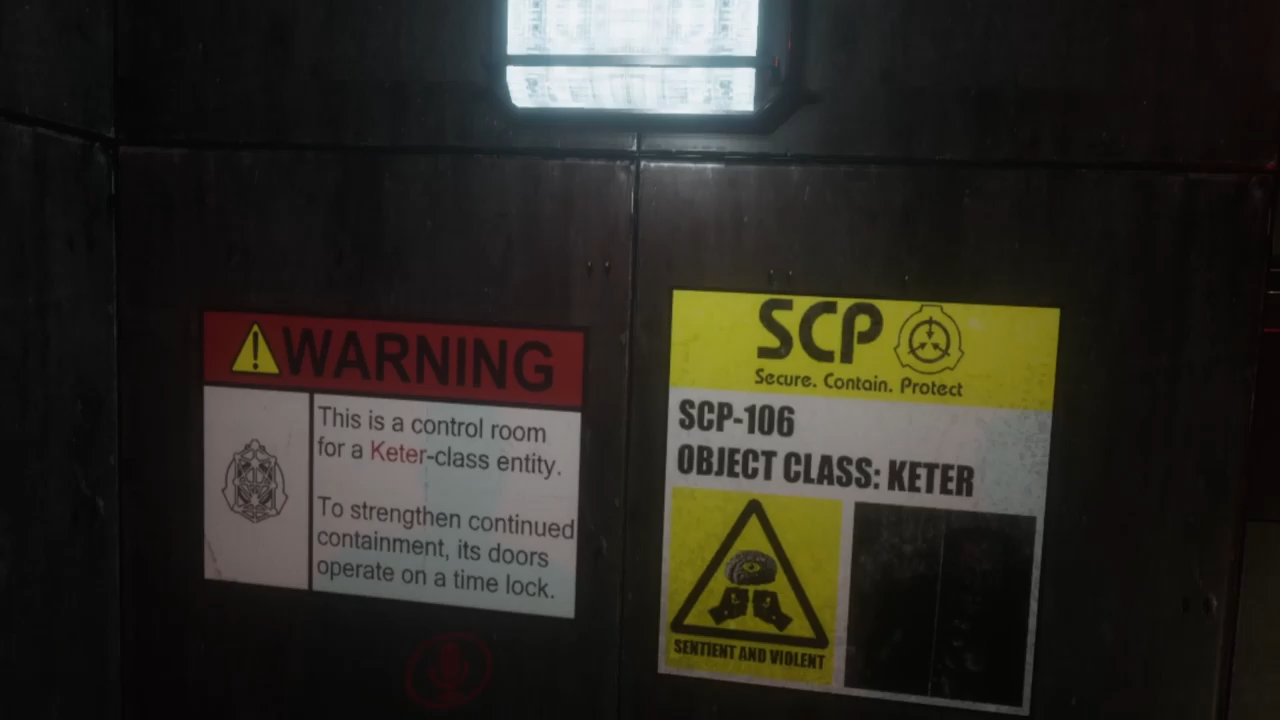 WARNING
This is a control room
for a Keter-class entity.
To strengthen continued
containment, its doors
operate on a time lock.
SCP
Secure. Contain. Protect
SCP-106
OBJECT CLASS: KETER
SENTIENT AND VIOLENT